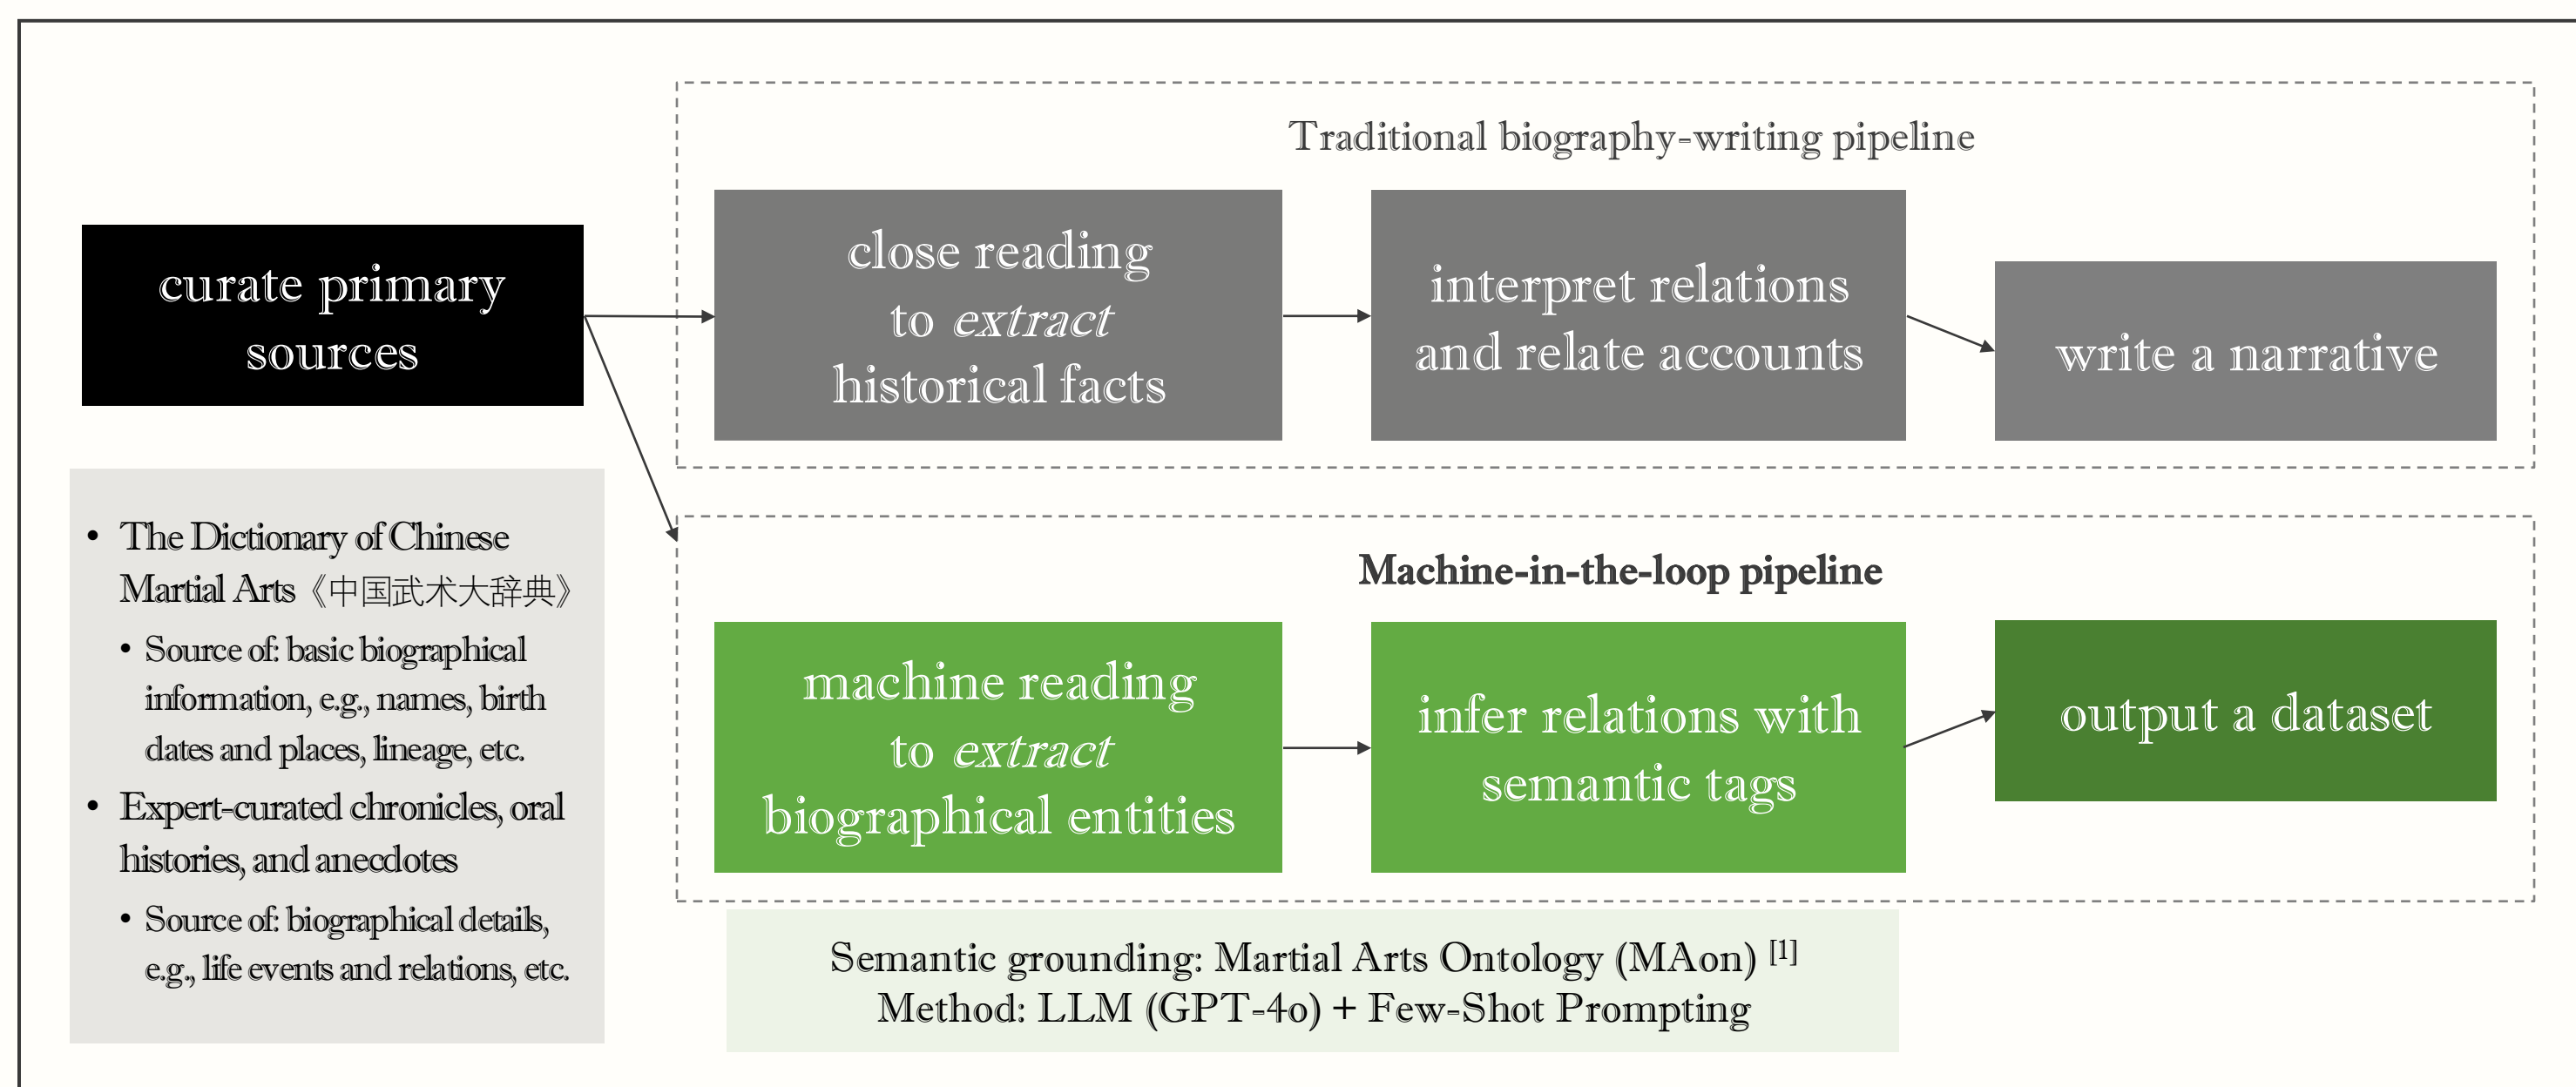 Traditional biography-writing pipeline
curate primary
sources
close reading
to extract
historical facts
interpret relations
and relate accounts
write a narrative
• The Dictionary of Chinese
Martial Arts《中国武术大辞典》
• Source of: basic biographical
information, e.g., names, birth
dates and places, lineage, etc.
• Expert-curated chronicles, oral
histories, and anecdotes
• Source of: biographical details,
e.g., life events and relations, etc.
Machine-in-the-loop pipeline
machine reading
to extract
biographical entities
infer relations with
semantic tags
output a dataset
Semantic grounding: Martial Arts Ontology (MAon) [1]
Method: LLM (GPT-4o) + Few-Shot Prompting